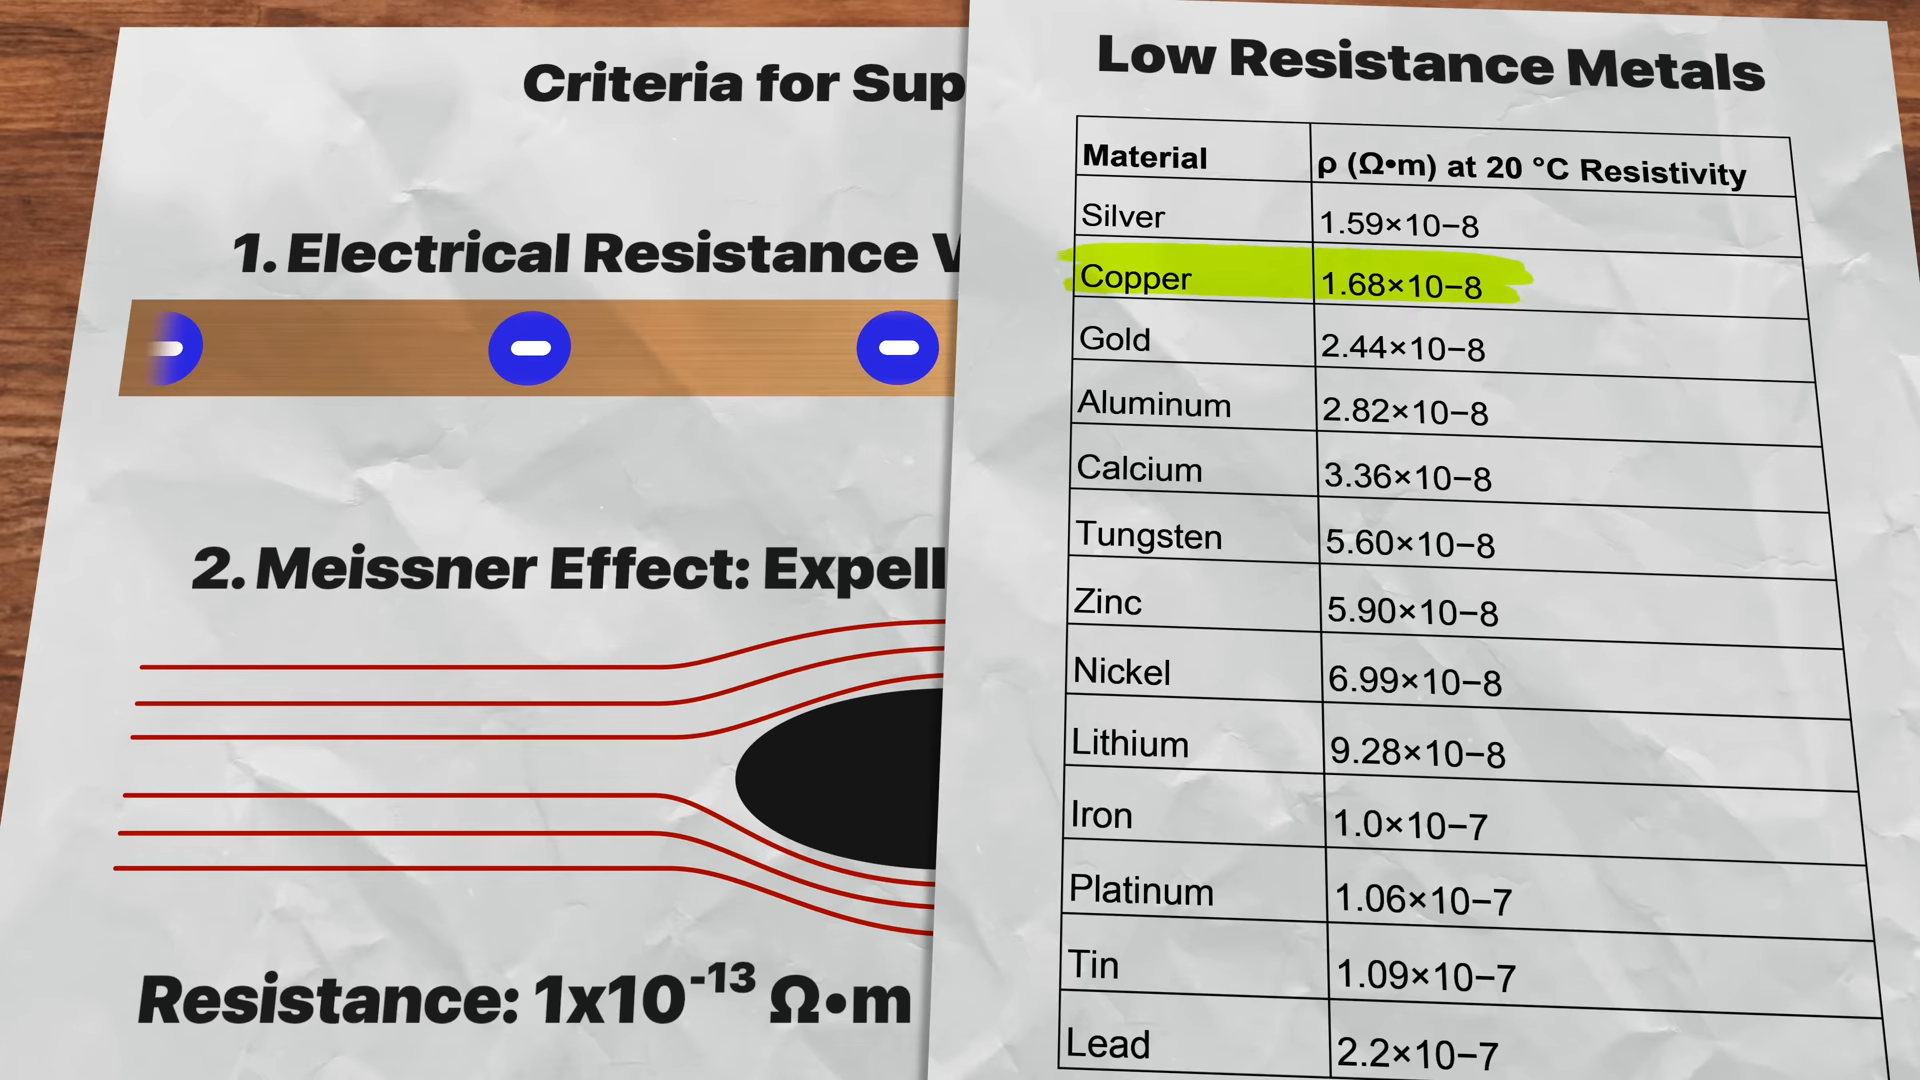 Criteria for Sup
1. Electrical Resistance
2. Meissner Effect: Expell
Resistance: 1x10⁻¹³ Ω•m
Low Resistance Metals
Material ρ (Ω•m) at 20 °C Resistivity
Silver 1.59×10−8
Copper 1.68×10−8
Gold 2.44×10−8
Aluminum 2.82×10−8
Calcium 3.36×10−8
Tungsten 5.60×10−8
Zinc 5.90×10−8
Nickel 6.99×10−8
Lithium 9.28×10−8
Iron 1.0×10−7
Platinum 1.06×10−7
Tin 1.09×10−7
Lead 2.2×10−7